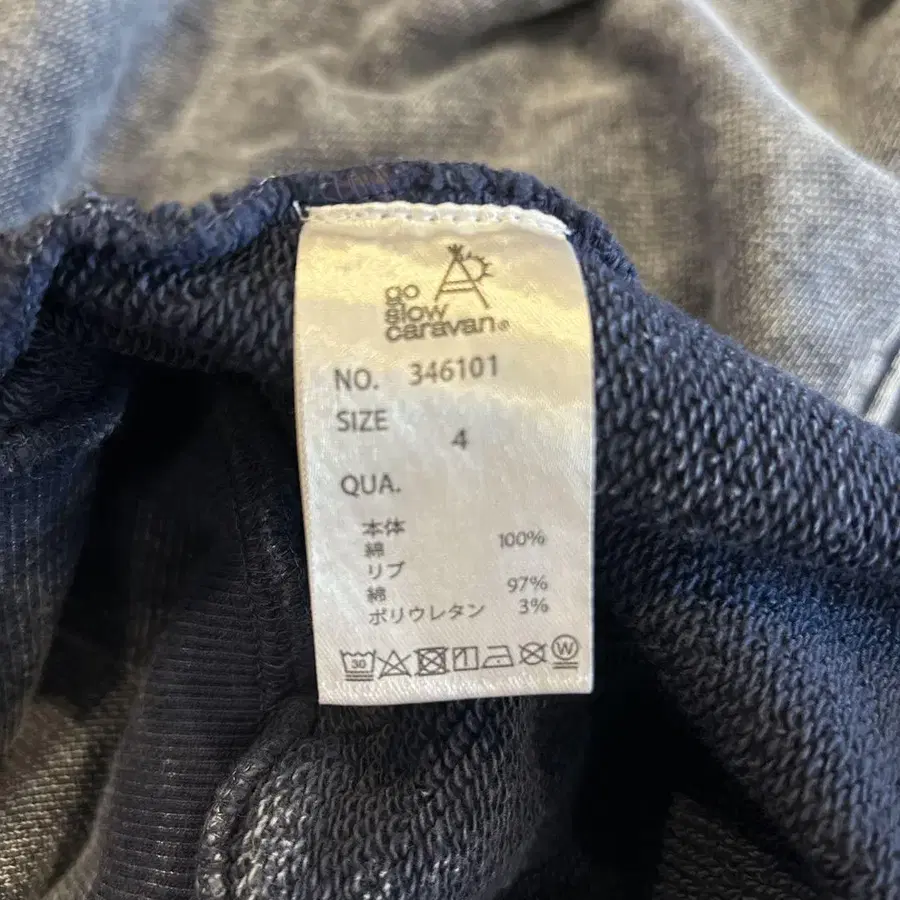 go
slow
caravan®
NO. 346101
SIZE 4
QUA.
本体
綿 100%
リブ
綿 97%
ポリウレタン 3%
30 W